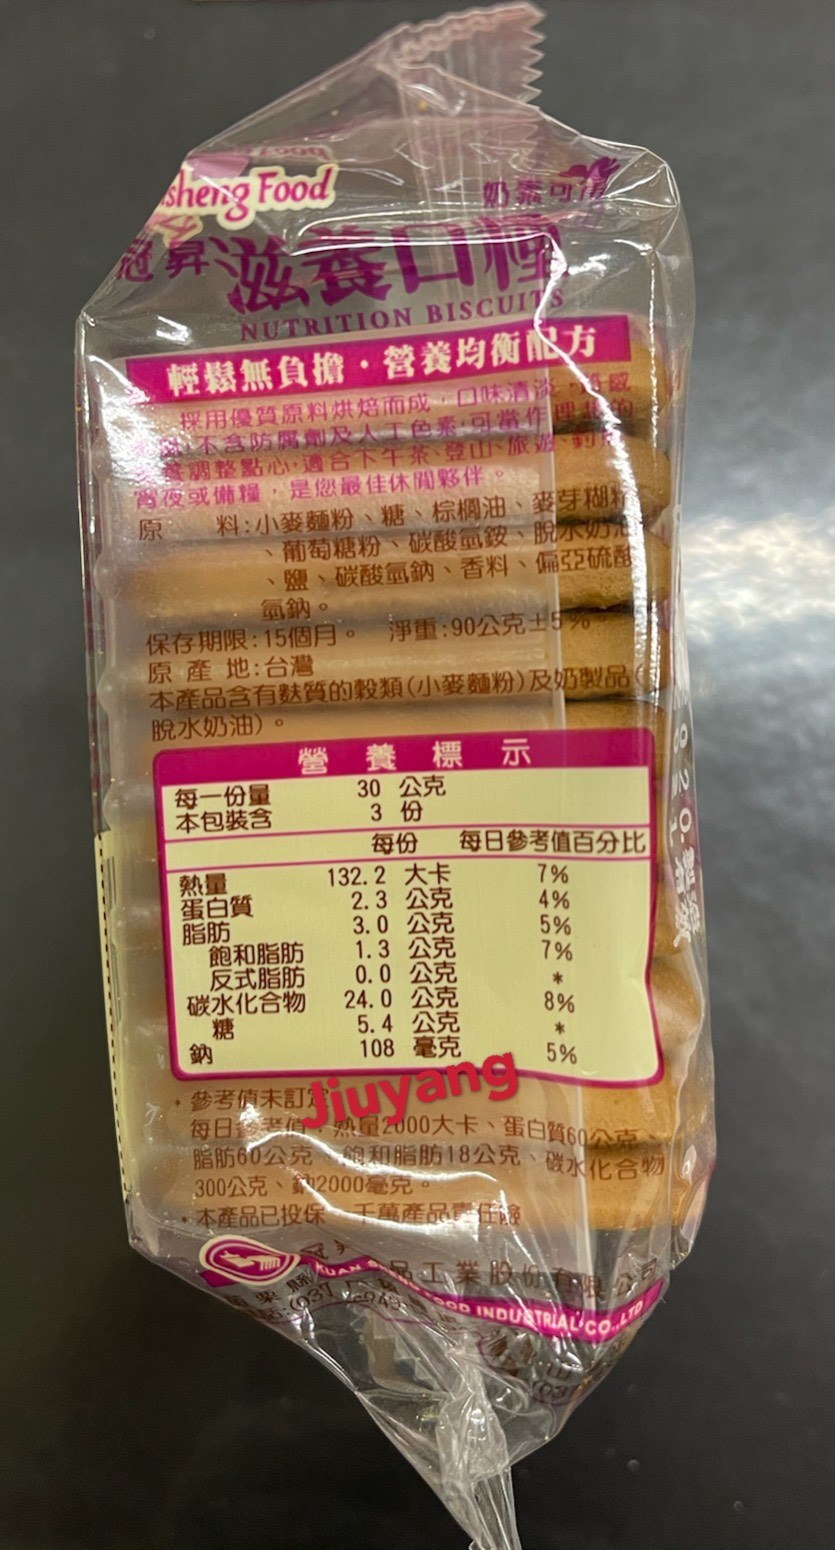 sheng Food
奶素可食
冠昇滋養口糧
NUTRITION BISCUITS
輕鬆無負擔·營養均衡配方
採用優質原料烘焙而成,口味清淡,
不含防腐劑及人工色素,可當作理想的
調整點心,適合下午茶、登山、旅遊、
宵夜或備糧,是您最佳休閒夥伴。
原 料:小麥麵粉、糖、棕櫚油、麥芽糊精
、葡萄糖粉、碳酸氫銨、脫水奶油
、鹽、碳酸氫鈉、香料、偏亞硫酸
氫鈉。
保存期限:15個月。 淨重:90公克±5%。
原產地:台灣
本產品含有麩質的穀類(小麥麵粉)及奶製品(
脫水奶油)。
營養標示
每一份量 30 公克
本包裝含 3 份
每份 每日參考值百分比
熱量 132.2 大卡 7%
蛋白質 2.3 公克 4%
脂肪 3.0 公克 5%
飽和脂肪 1.3 公克 7%
反式脂肪 0.0 公克 *
碳水化合物 24.0 公克 8%
糖 5.4 公克 *
鈉 108 毫克 5%
Jiuyang
*參考值未訂定
每日參考值:熱量2000大卡、蛋白質60公克、
脂肪60公克、飽和脂肪18公克、碳水化合物
300公克、鈉2000毫克。
*本產品已投保 千萬產品責任險
品工業股份有限公司
FOOD INDUSTRIAL CO.,LTD